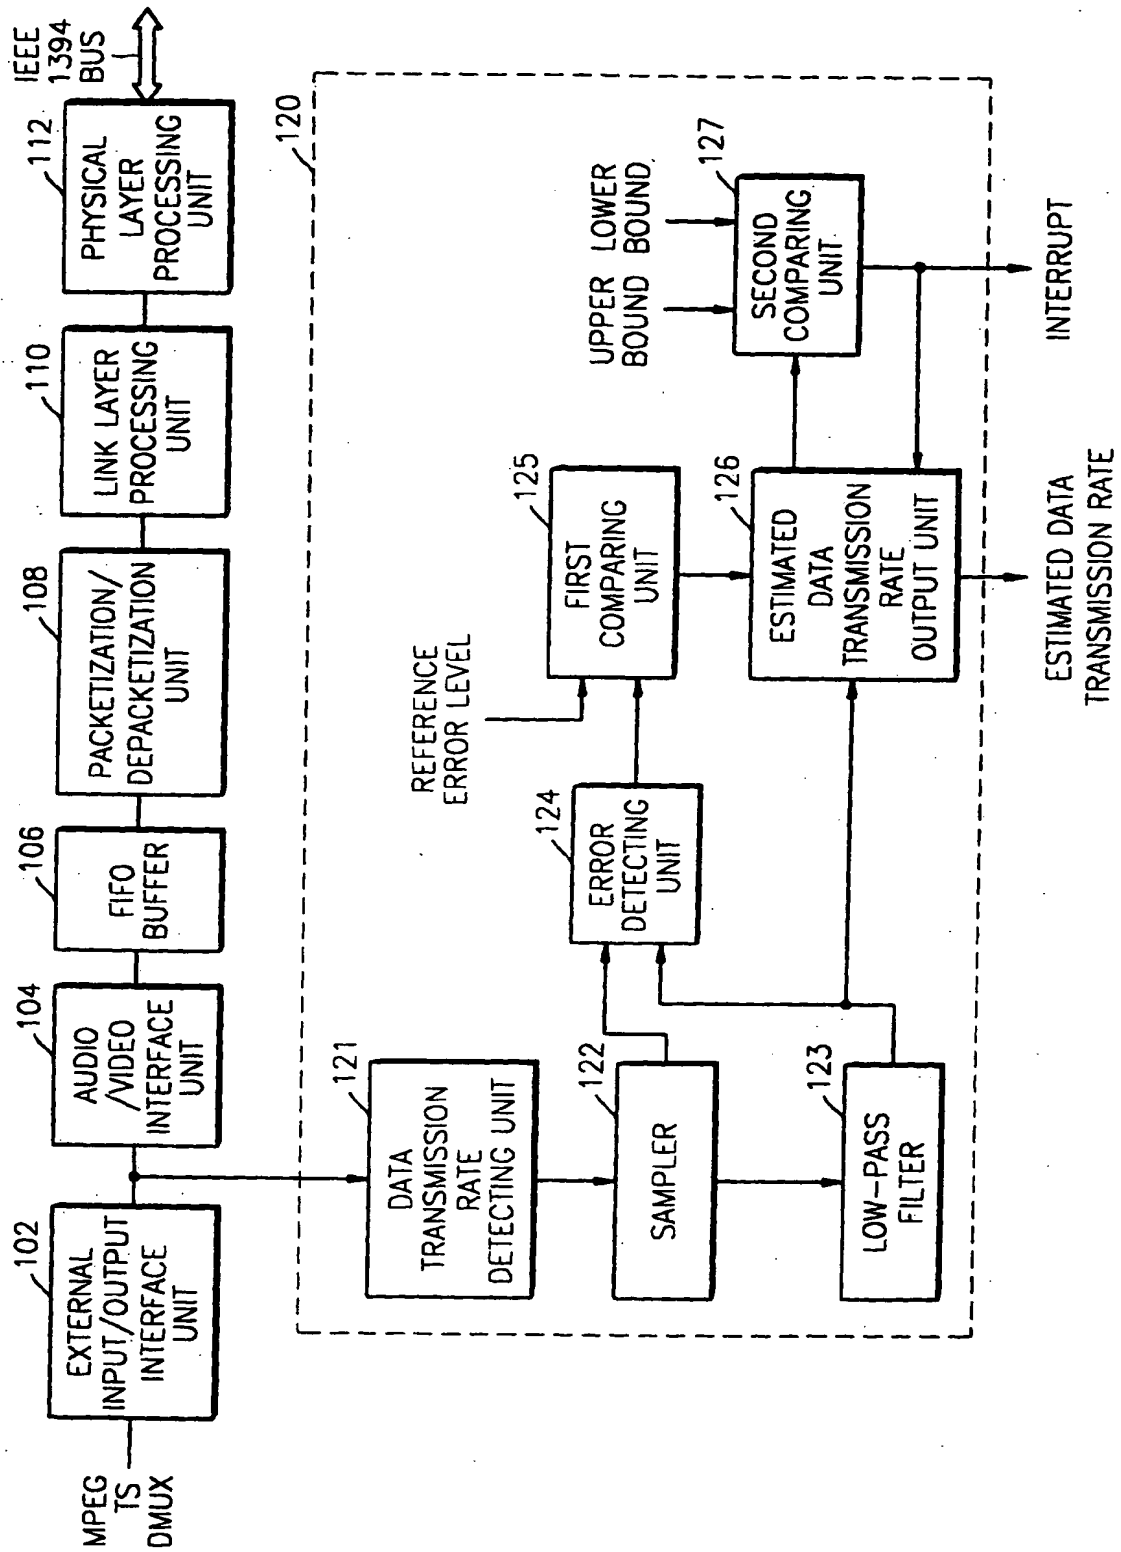 MPEG
TS
DMUX
102
EXTERNAL
INPUT/OUTPUT
INTERFACE
UNIT
104
AUDIO
/VIDEO
INTERFACE
UNIT
106
FIFO
BUFFER
108
PACKETIZATION/
DEPACKETIZATION
UNIT
110
LINK LAYER
PROCESSING
UNIT
112
PHYSICAL
LAYER
PROCESSING
UNIT
IEEE
1394
BUS
120
121
DATA
TRANSMISSION
RATE
DETECTING UNIT
122
SAMPLER
123
LOW-PASS
FILTER
124
ERROR
DETECTING
UNIT
REFERENCE
ERROR LEVEL
125
FIRST
COMPARING
UNIT
126
ESTIMATED
DATA
TRANSMISSION
RATE
OUTPUT UNIT
UPPER
BOUND
LOWER
BOUND
127
SECOND
COMPARING
UNIT
ESTIMATED DATA
TRANSMISSION RATE
INTERRUPT